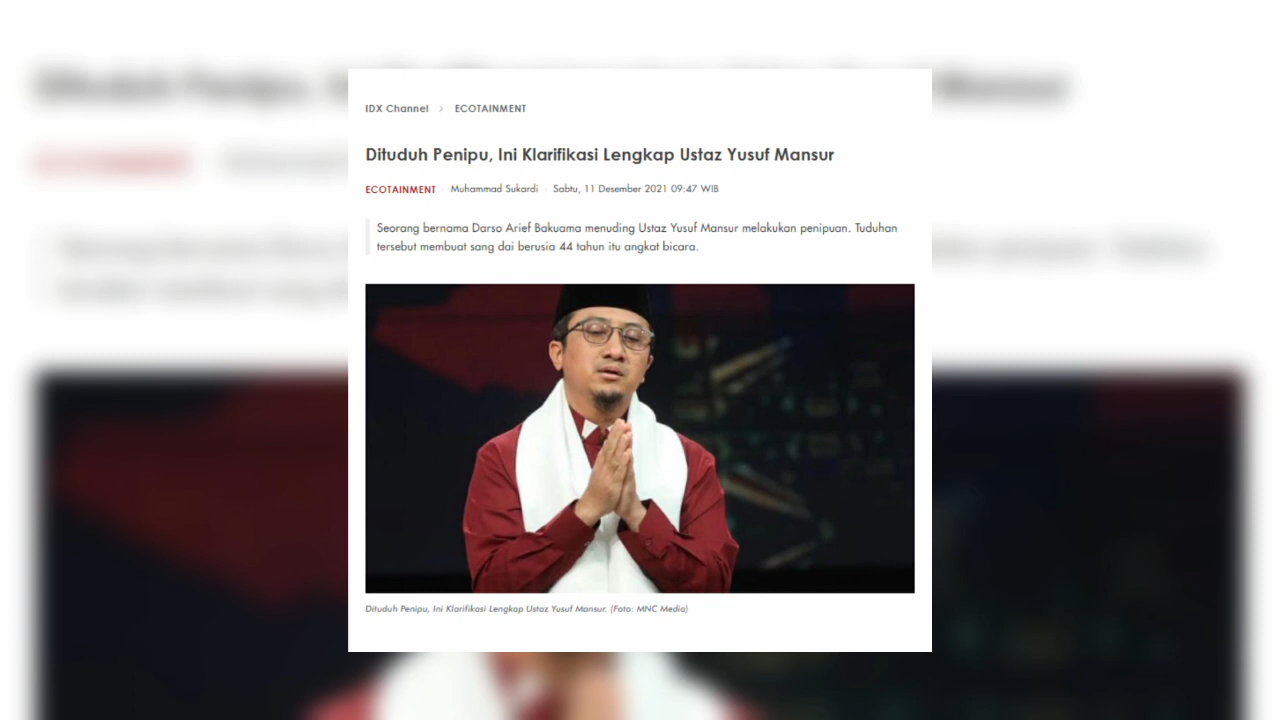 IDX Channel > ECOTAINMENT
Dituduh Penipu, Ini Klarifikasi Lengkap Ustaz Yusuf Mansur
ECOTAINMENT · Muhammad Sukardi · Sabtu, 11 Desember 2021 09:47 WIB
Seorang bernama Darso Arief Bakuama menuding Ustaz Yusuf Mansur melakukan penipuan. Tuduhan
tersebut membuat sang dai berusia 44 tahun itu angkat bicara.
Dituduh Penipu, Ini Klarifikasi Lengkap Ustaz Yusuf Mansur. (Foto: MNC Media)